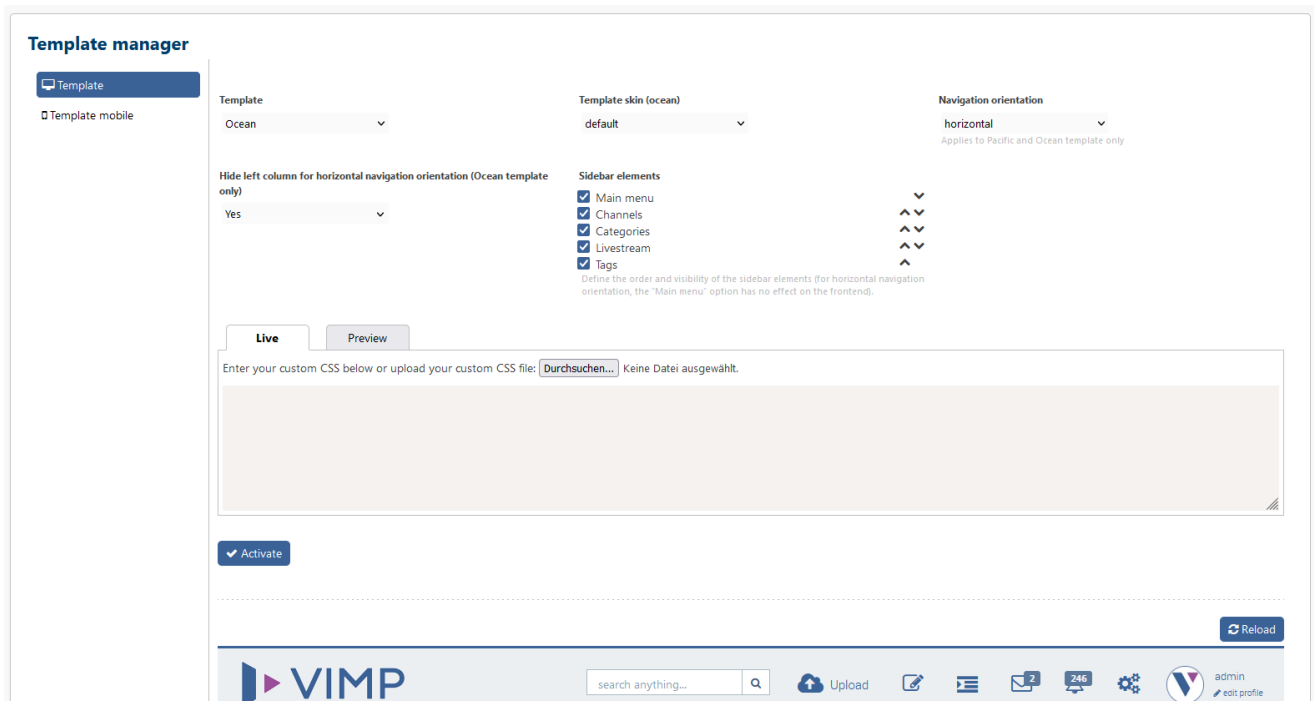 Template manager
Template
Template mobile
Template
Template skin (ocean)
Navigation orientation
Ocean
default
horizontal
Applies to Pacific and Ocean template only
Hide left column for horizontal navigation orientation (Ocean template
only)
Sidebar elements
Yes
Main menu
Channels
Categories
Livestream
Tags
Define the order and visibility of the sidebar elements (for horizontal navigation
orientation, the "Main menu" option has no effect on the frontend).
Live
Preview
Enter your custom CSS below or upload your custom CSS file: Durchsuchen... Keine Datei ausgewählt.
Activate
Reload
VIMP
search anything...
Upload
2
246
admin
edit profile